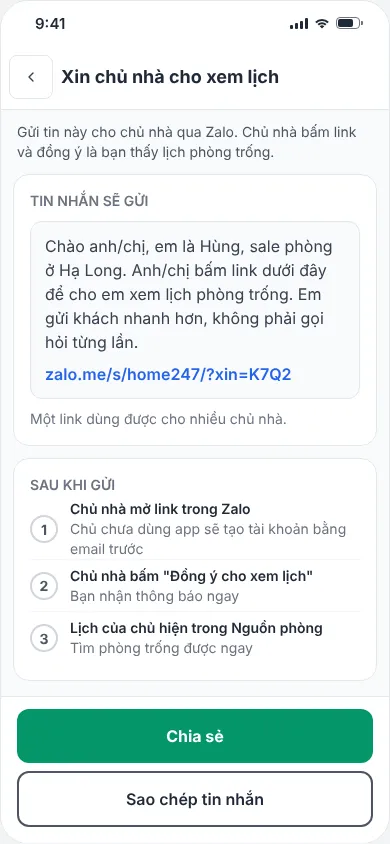 9:41
Xin chủ nhà cho xem lịch
Gửi tin này cho chủ nhà qua Zalo. Chủ nhà bấm link
và đồng ý là bạn thấy lịch phòng trống.
TIN NHẮN SẼ GỬI
Chào anh/chị, em là Hùng, sale phòng
ở Hạ Long. Anh/chị bấm link dưới đây
để cho em xem lịch phòng trống. Em
gửi khách nhanh hơn, không phải gọi
hỏi từng lần.
zalo.me/s/home247/?xin=K7Q2
Một link dùng được cho nhiều chủ nhà.
SAU KHI GỬI
1
Chủ nhà mở link trong Zalo
Chủ chưa dùng app sẽ tạo tài khoản bằng
email trước
2
Chủ nhà bấm "Đồng ý cho xem lịch"
Bạn nhận thông báo ngay
3
Lịch của chủ hiện trong Nguồn phòng
Tìm phòng trống được ngay
Chia sẻ
Sao chép tin nhắn